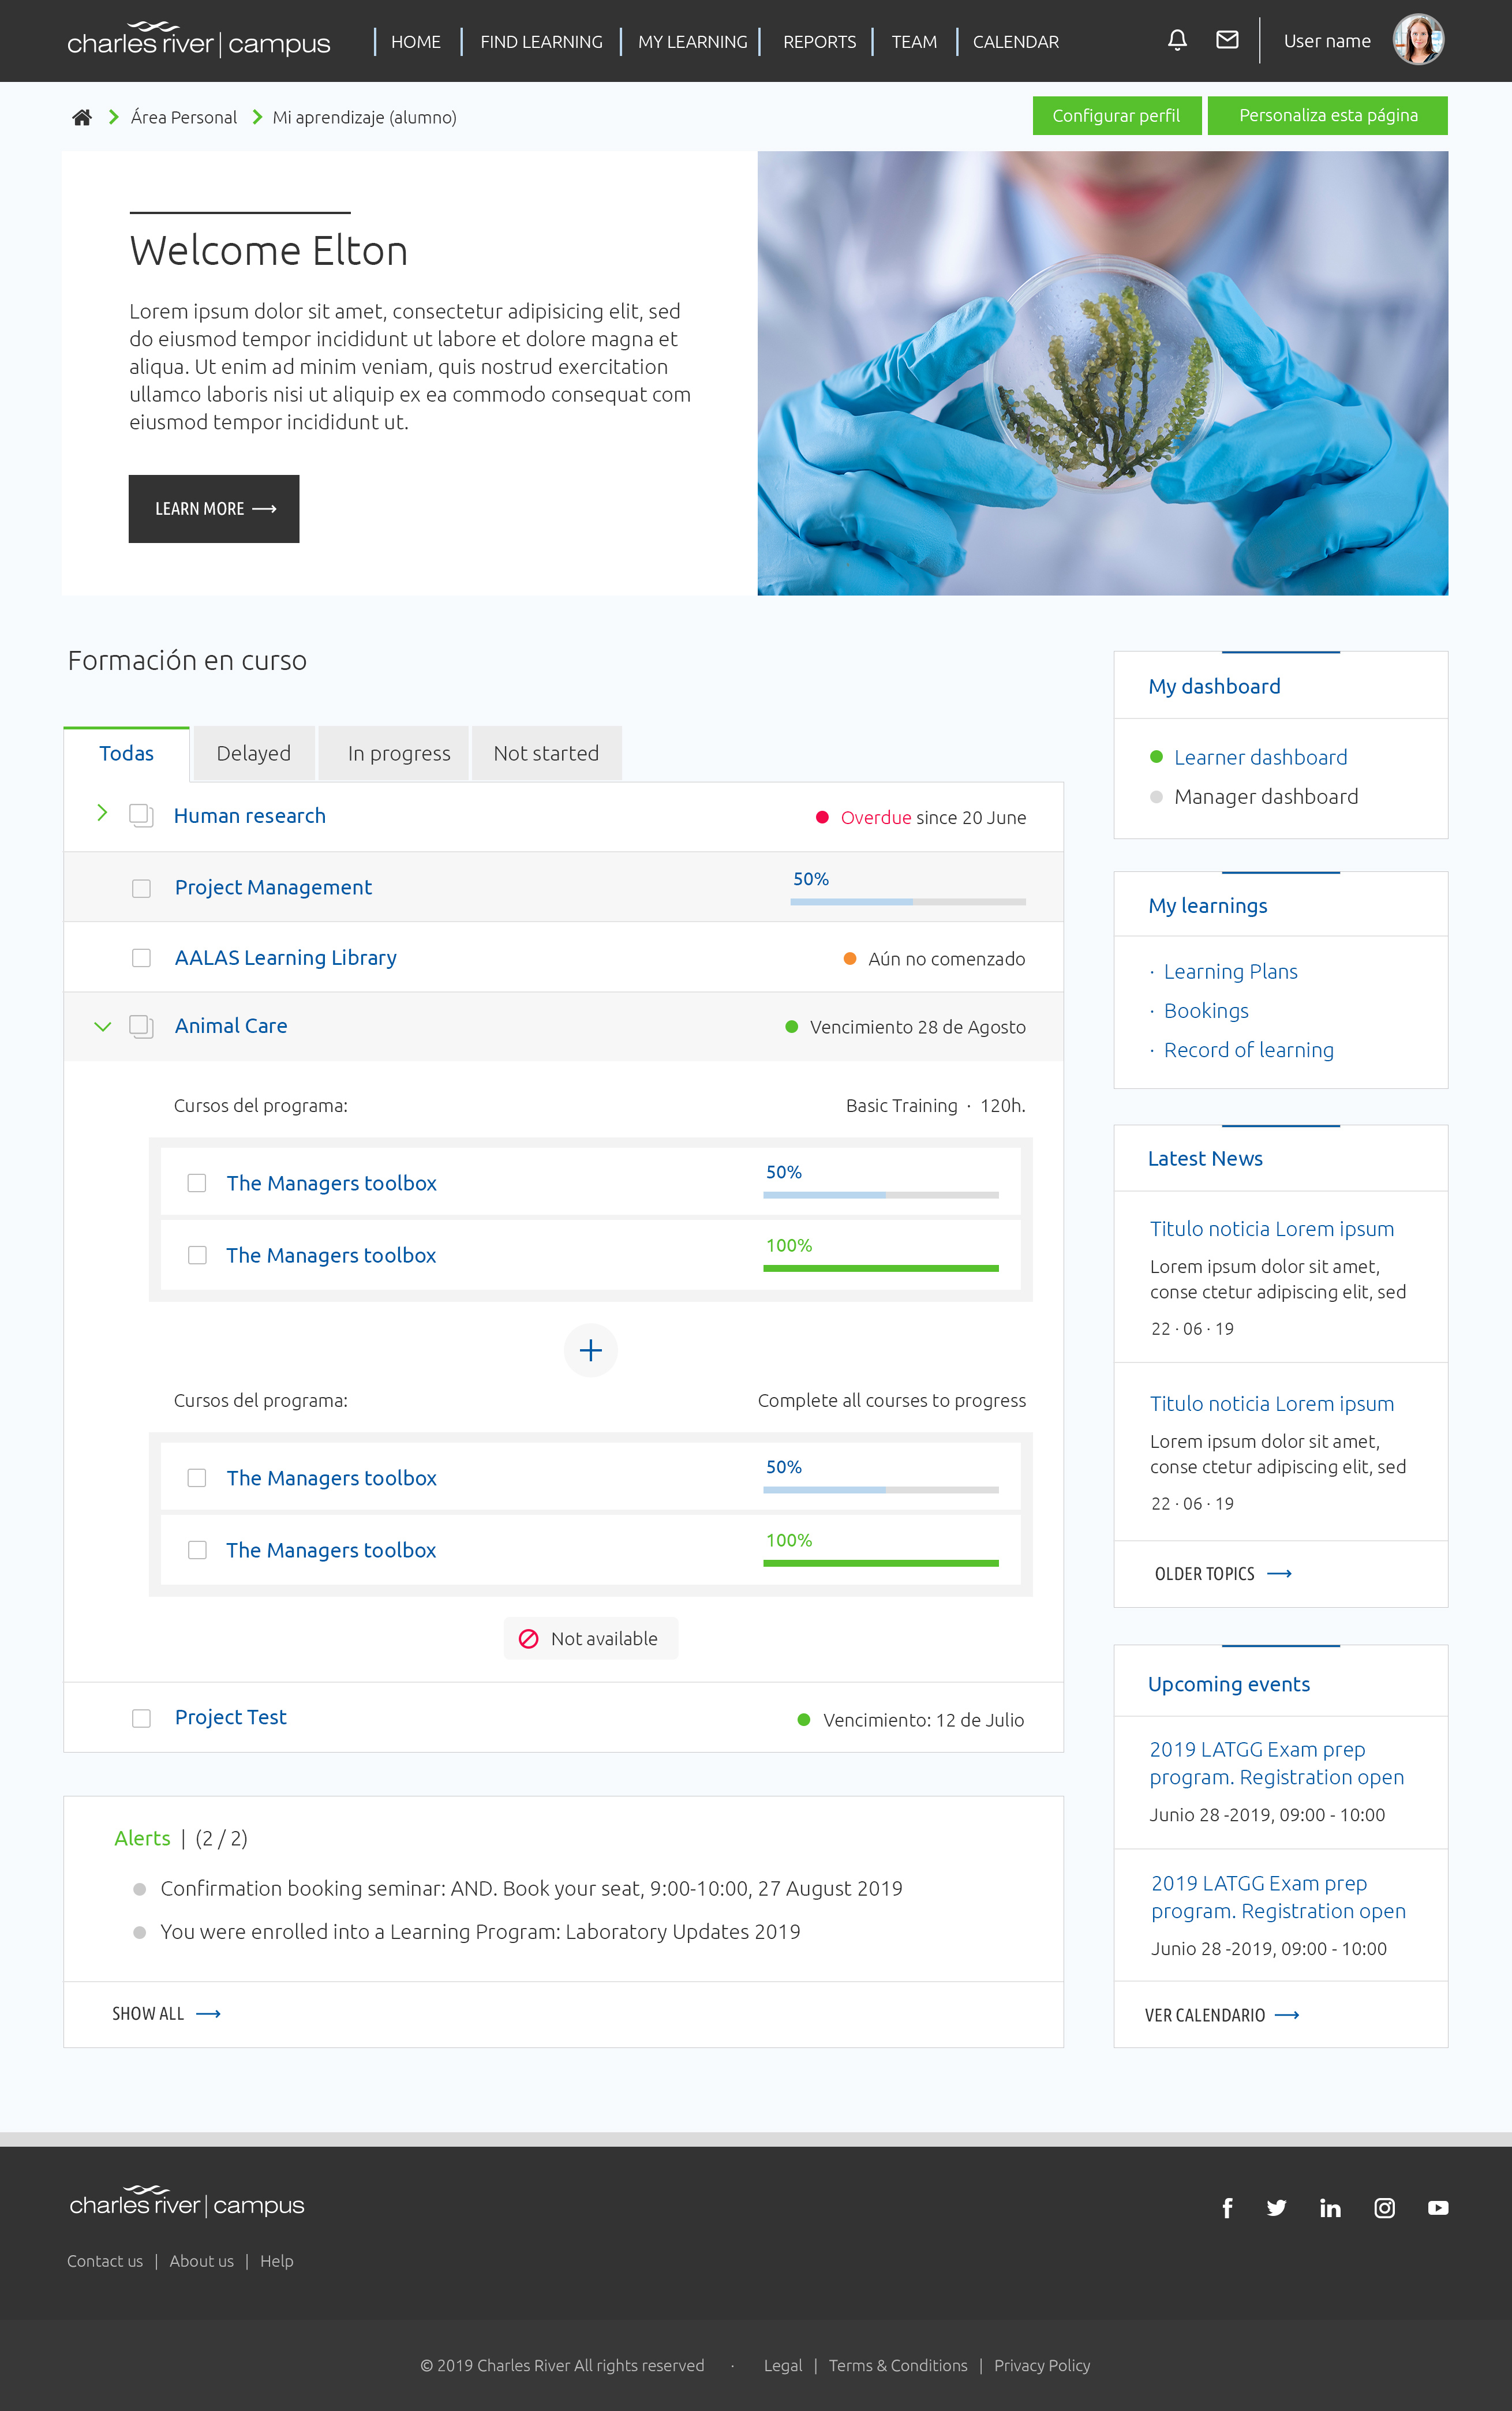 charles river | campus
HOME
FIND LEARNING
MY LEARNING
REPORTS
TEAM
CALENDAR
User name
Área Personal
Mi aprendizaje (alumno)
Configurar perfil
Personaliza esta página
Welcome Elton
Lorem ipsum dolor sit amet, consectetur adipisicing elit, sed
do eiusmod tempor incididunt ut labore et dolore magna et
aliqua. Ut enim ad minim veniam, quis nostrud exercitation
ullamco laboris nisi ut aliquip ex ea commodo consequat com
eiusmod tempor incididunt ut.
LEARN MORE
Formación en curso
Todas
Delayed
In progress
Not started
Human research
Overdue since 20 June
Project Management
50%
AALAS Learning Library
Aún no comenzado
Animal Care
Vencimiento 28 de Agosto
Cursos del programa:
Basic Training · 120h.
The Managers toolbox
50%
The Managers toolbox
100%
Cursos del programa:
Complete all courses to progress
The Managers toolbox
50%
The Managers toolbox
100%
Not available
Project Test
Vencimiento: 12 de Julio
Alerts | (2 / 2)
Confirmation booking seminar: AND. Book your seat, 9:00-10:00, 27 August 2019
You were enrolled into a Learning Program: Laboratory Updates 2019
SHOW ALL
My dashboard
Learner dashboard
Manager dashboard
My learnings
· Learning Plans
· Bookings
· Record of learning
Latest News
Titulo noticia Lorem ipsum
Lorem ipsum dolor sit amet,
conse ctetur adipiscing elit, sed
22 · 06 · 19
Titulo noticia Lorem ipsum
Lorem ipsum dolor sit amet,
conse ctetur adipiscing elit, sed
22 · 06 · 19
OLDER TOPICS
Upcoming events
2019 LATGG Exam prep
program. Registration open
Junio 28 -2019, 09:00 - 10:00
2019 LATGG Exam prep
program. Registration open
Junio 28 -2019, 09:00 - 10:00
VER CALENDARIO
charles river | campus
Contact us | About us | Help
© 2019 Charles River All rights reserved · Legal | Terms & Conditions | Privacy Policy